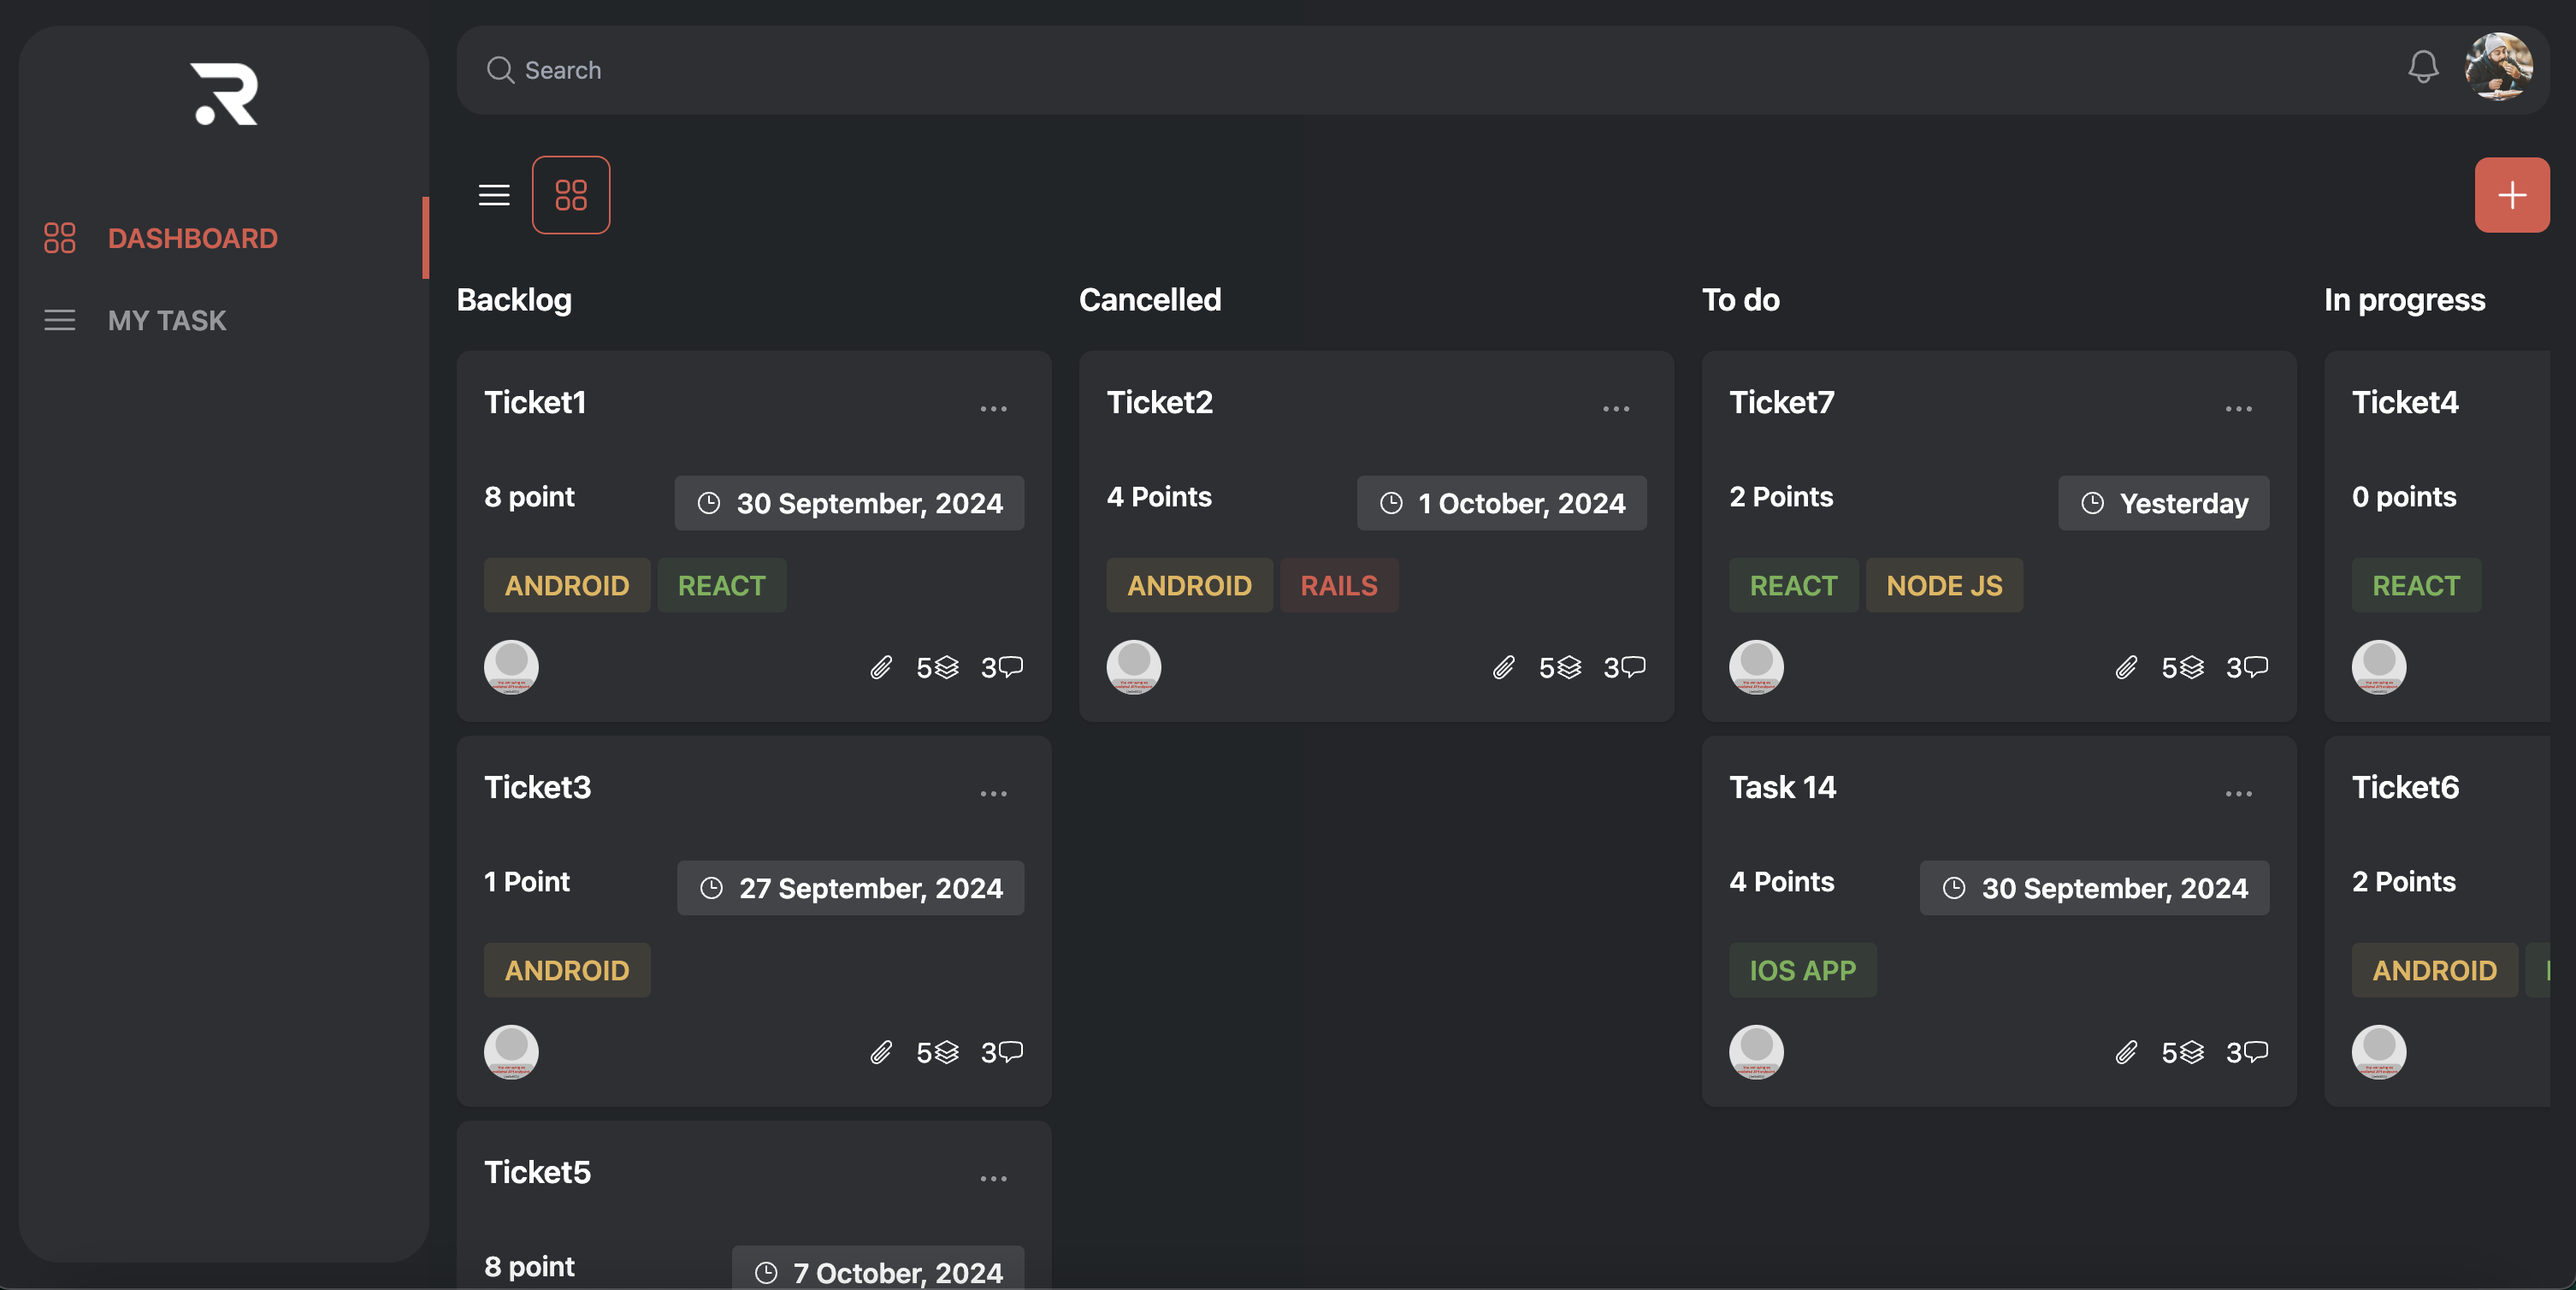 Search
DASHBOARD
MY TASK
Backlog
Ticket1
8 point
30 September, 2024
ANDROID
REACT
5
3
Ticket3
1 Point
27 September, 2024
ANDROID
5
3
Ticket5
8 point
7 October, 2024
Cancelled
Ticket2
4 Points
1 October, 2024
ANDROID
RAILS
5
3
To do
Ticket7
2 Points
Yesterday
REACT
NODE JS
5
3
Task 14
4 Points
30 September, 2024
IOS APP
5
3
In progress
Ticket4
0 points
REACT
Ticket6
2 Points
ANDROID